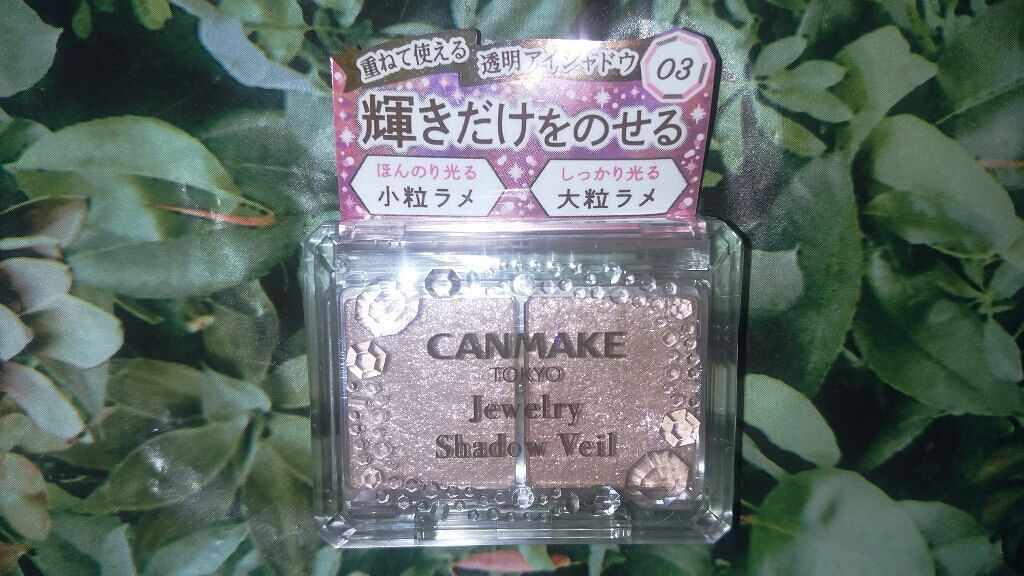 重ねて使える 透明アイシャドウ 03
輝きだけをのせる
ほんのり光る
小粒ラメ
しっかり光る
大粒ラメ
CANMAKE
TOKYO
Jewelry
Shadow Veil